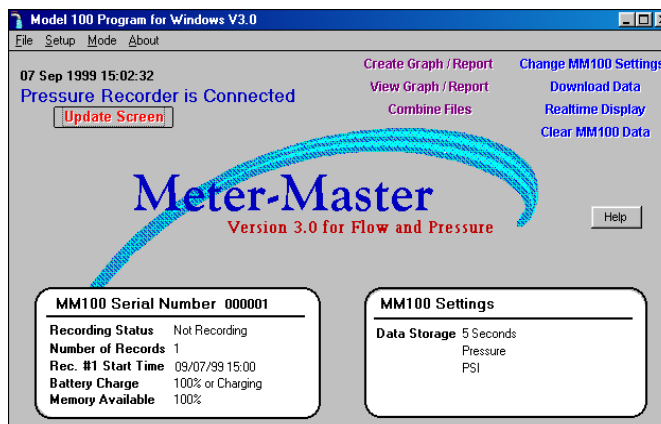 Model 100 Program for Windows V3.0
File Setup Mode About
07 Sep 1999 15:02:32
Pressure Recorder is Connected
Update Screen
Create Graph / Report
View Graph / Report
Combine Files
Change MM100 Settings
Download Data
Realtime Display
Clear MM100 Data
Meter-Master
Version 3.0 for Flow and Pressure
Help
MM100 Serial Number 000001
Recording Status Not Recording
Number of Records 1
Rec. #1 Start Time 09/07/99 15:00
Battery Charge 100% or Charging
Memory Available 100%
MM100 Settings
Data Storage 5 Seconds
Pressure
PSI